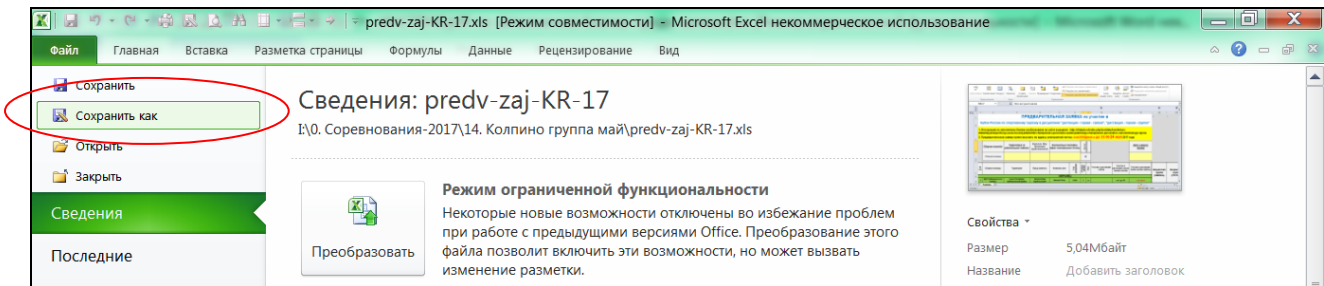 predv-zaj-KR-17.xls [Режим совместимости] - Microsoft Excel некоммерческое использование
Файл Главная Вставка Разметка страницы Формулы Данные Рецензирование Вид
Сохранить
Сохранить как
Открыть
Закрыть
Сведения
Последние
Сведения: predv-zaj-KR-17
I:\0. Соревнования-2017\14. Колпино группа май\predv-zaj-KR-17.xls
Преобразовать
Режим ограниченной функциональности
Некоторые новые возможности отключены во избежание проблем
при работе с предыдущими версиями Office. Преобразование этого
файла позволит включить эти возможности, но может вызвать
изменение разметки.
ПРЕДВАРИТЕЛЬНАЯ ЗАЯВКА на участие в
Свойства
Размер 5,04Мбайт
Название Добавить заголовок